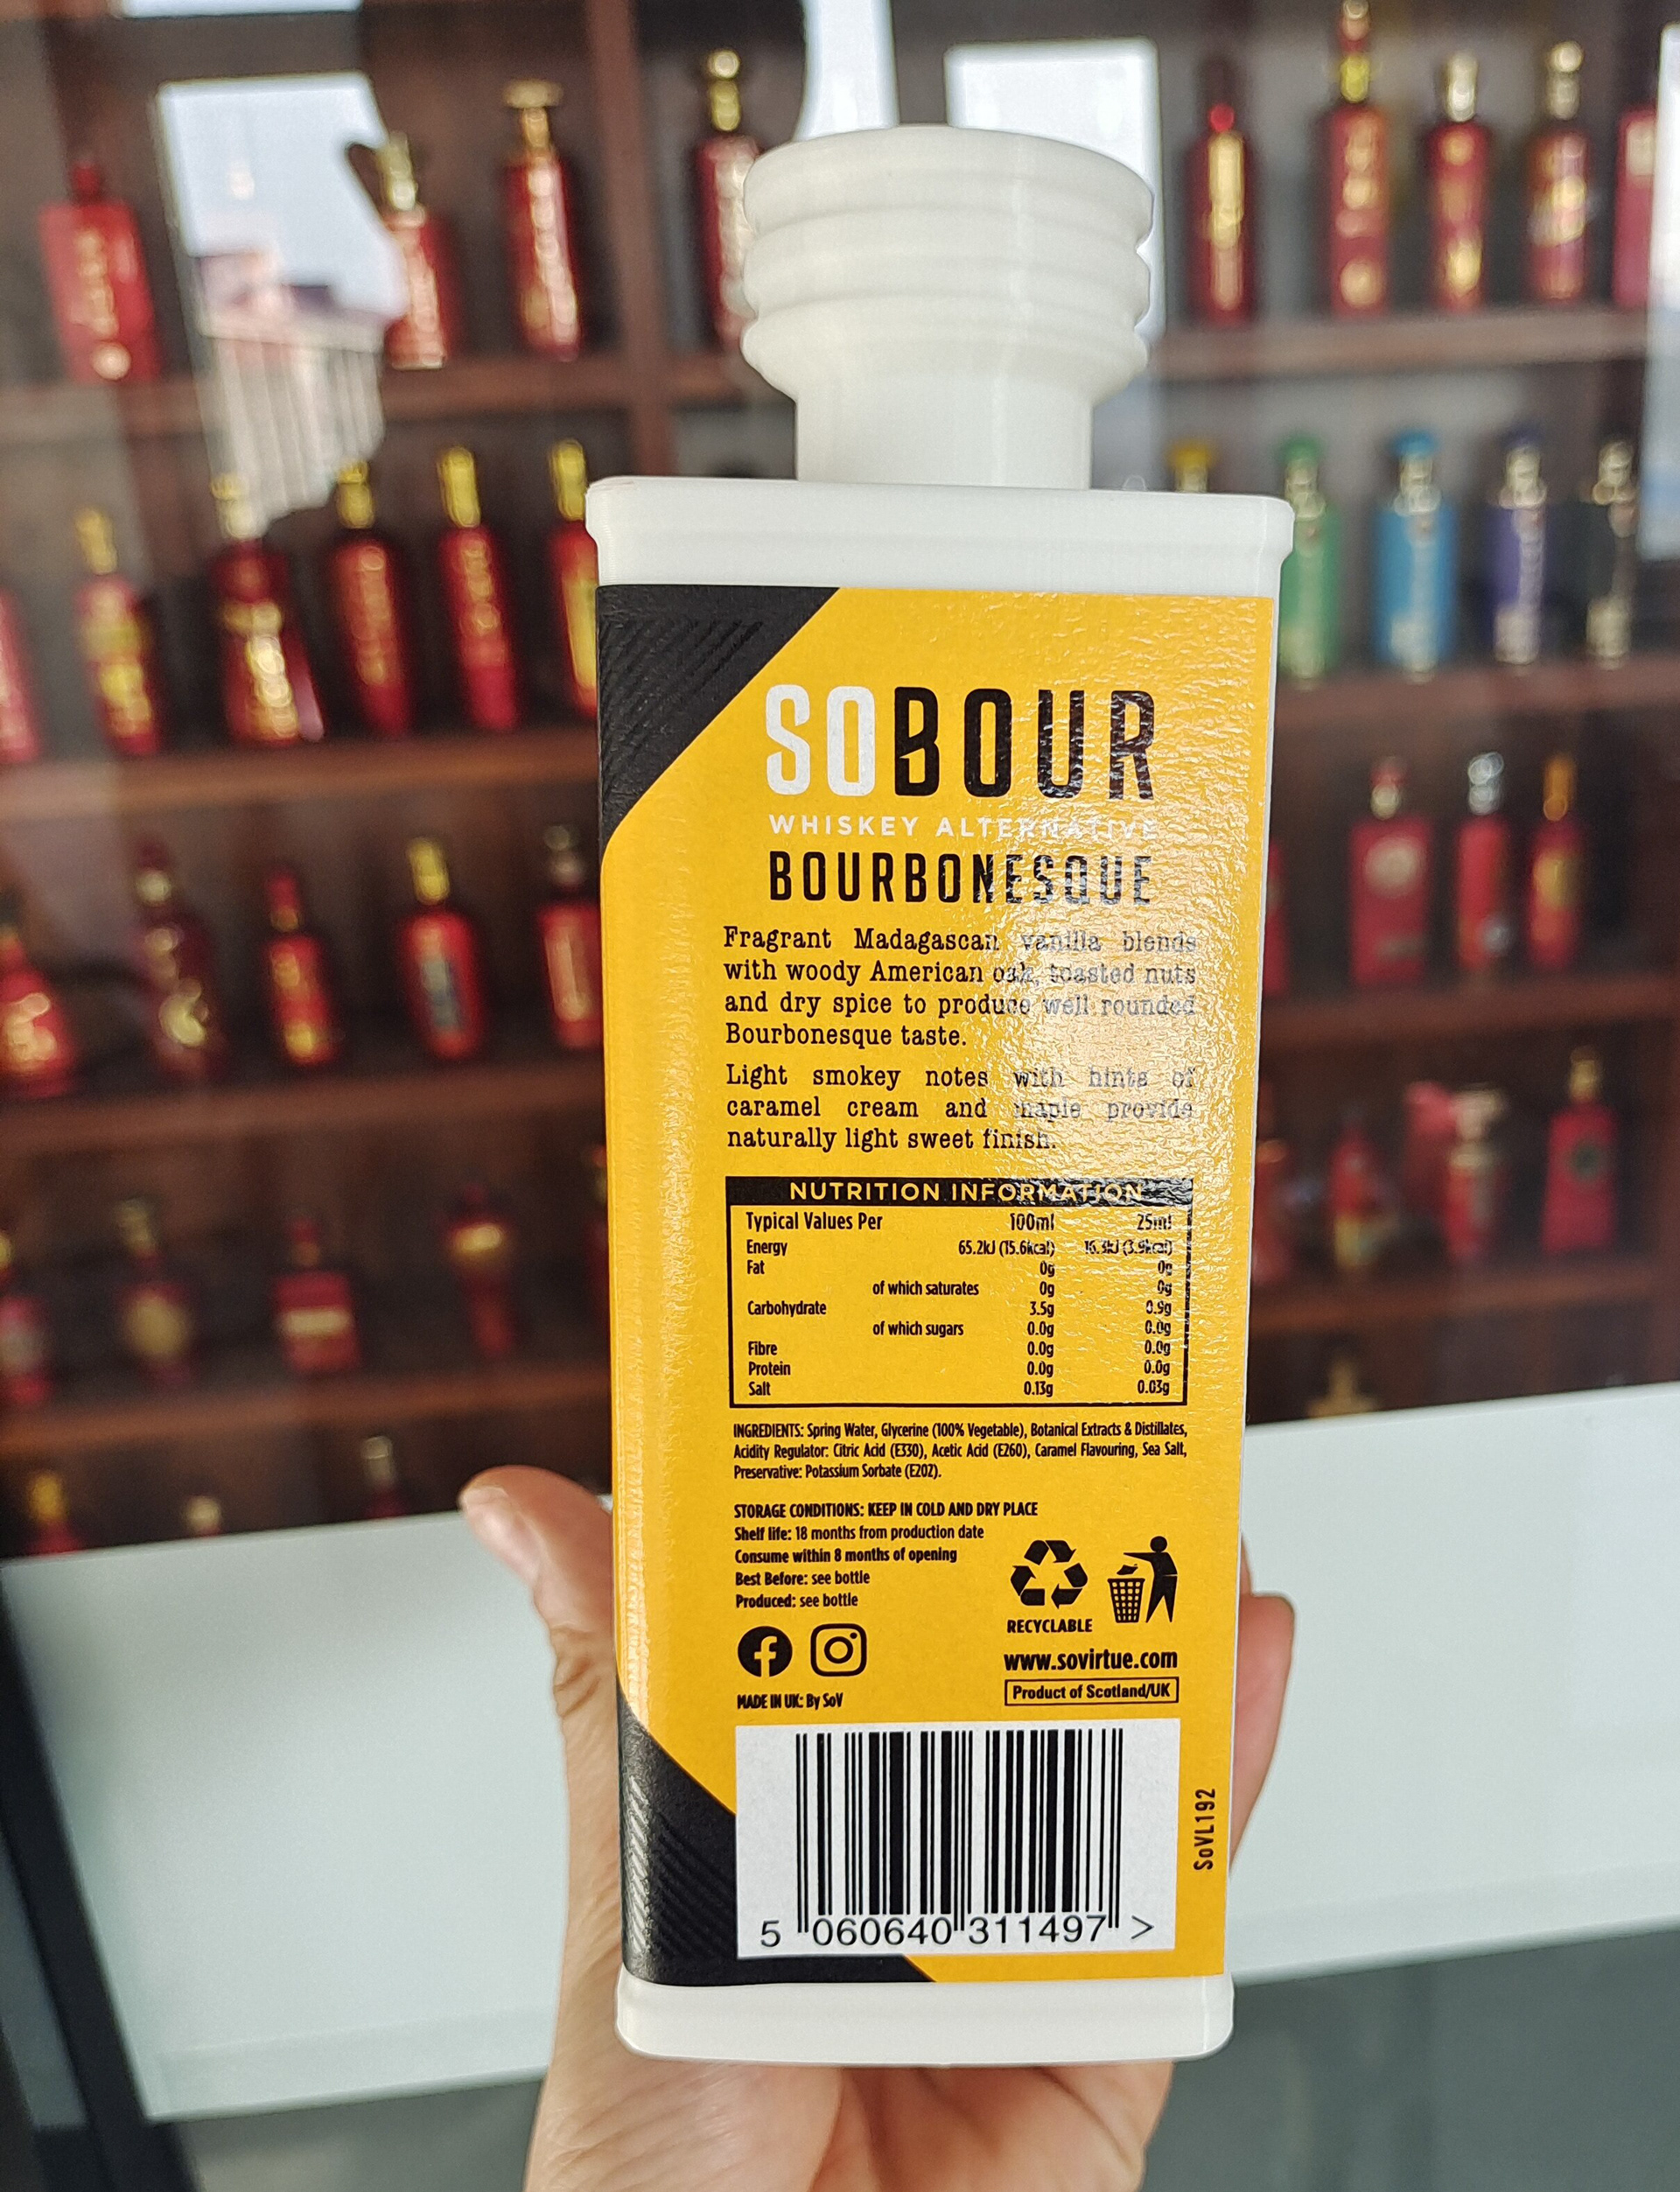 SOBOUR
WHISKEY ALTERNATIVE
BOURBONESQUE
Fragrant Madagascan vanilla blends
with woody American oak, toasted nuts
and dry spice to produce well rounded
Bourbonesque taste.
Light smokey notes with hints of
caramel cream and maple provide
naturally light sweet finish.
NUTRITION INFORMATION
Typical Values Per 100ml 25ml
Energy 65.2kJ (15.6kcal) 16.3kJ (3.9kcal)
Fat 0g 0g
of which saturates 0g 0g
Carbohydrate 3.5g 0.9g
of which sugars 0.0g 0.0g
Fibre 0.0g 0.0g
Protein 0.0g 0.0g
Salt 0.13g 0.03g
INGREDIENTS: Spring Water, Glycerine (100% Vegetable), Botanical Extracts & Distillates,
Acidity Regulator: Citric Acid (E330), Acetic Acid (E260), Caramel Flavouring, Sea Salt,
Preservative: Potassium Sorbate (E202).
STORAGE CONDITIONS: KEEP IN COLD AND DRY PLACE
Shelf life: 18 months from production date
Consume within 8 months of opening
Best Before: see bottle
Produced: see bottle
RECYCLABLE
www.sovirtue.com
MADE IN UK: By SoV
Product of Scotland/UK
SoVL192
5 060640 311497 >